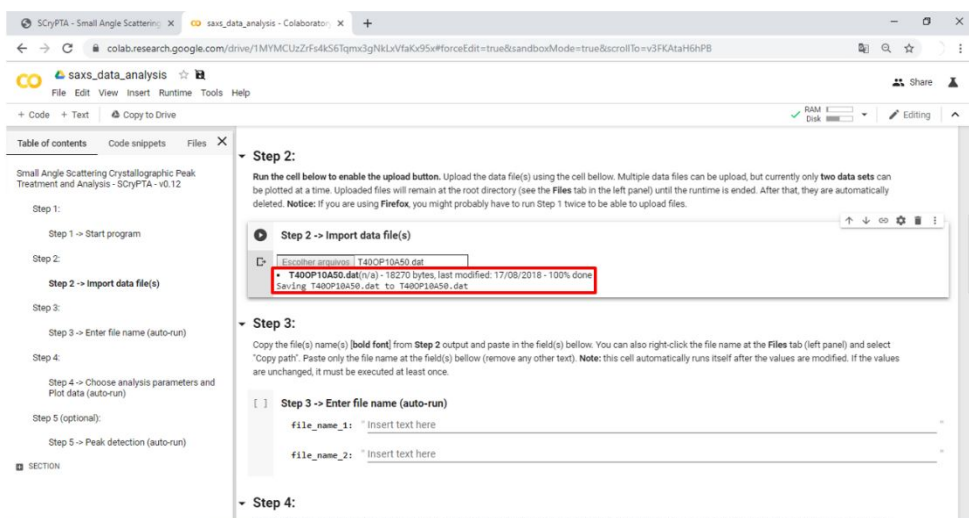 SCryPTA - Small Angle Scattering
saxs_data_analysis - Colaborator
colab.research.google.com/drive/1MYMCUzZrFs4kS6Tqmx3gNkLxVfaKx95x#forceEdit=true&sandboxMode=true&scrollTo=v3FKAtaH6hPB
CO
saxs_data_analysis
File Edit View Insert Runtime Tools Help
Share
+ Code + Text Copy to Drive
RAM
Disk
Editing
Table of contents Code snippets Files
Small Angle Scattering Crystallographic Peak
Treatment and Analysis - SCryPTA - v0.12
Step 1:
Step 1 -> Start program
Step 2:
Step 2 -> Import data file(s)
Step 3:
Step 3 -> Enter file name (auto-run)
Step 4:
Step 4 -> Choose analysis parameters and
Plot data (auto-run)
Step 5 (optional):
Step 5 -> Peak detection (auto-run)
SECTION
Step 2:
Run the cell below to enable the upload button. Upload the data file(s) using the cell bellow. Multiple data files can be upload, but currently only two data sets can
be plotted at a time. Uploaded files will remain at the root directory (see the Files tab in the left panel) until the runtime is ended. After that, they are automatically
deleted. Notice: If you are using Firefox, you might probably have to run Step 1 twice to be able to upload files.
Step 2 -> Import data file(s)
Escolher arquivos T40OP10A50.dat
• T40OP10A50.dat(n/a) - 18270 bytes, last modified: 17/08/2018 - 100% done
Saving T40OP10A50.dat to T40OP10A50.dat
Step 3:
Copy the file(s) name(s) [bold font] from Step 2 output and paste in the field(s) bellow. You can also right-click the file name at the Files tab (left panel) and select
"Copy path". Paste only the file name at the field(s) bellow (remove any other text). Note: this cell automatically runs itself after the values are modified. If the values
are unchanged, it must be executed at least once.
[ ] Step 3 -> Enter file name (auto-run)
file_name_1: " Insert text here "
file_name_2: " Insert text here "
Step 4: